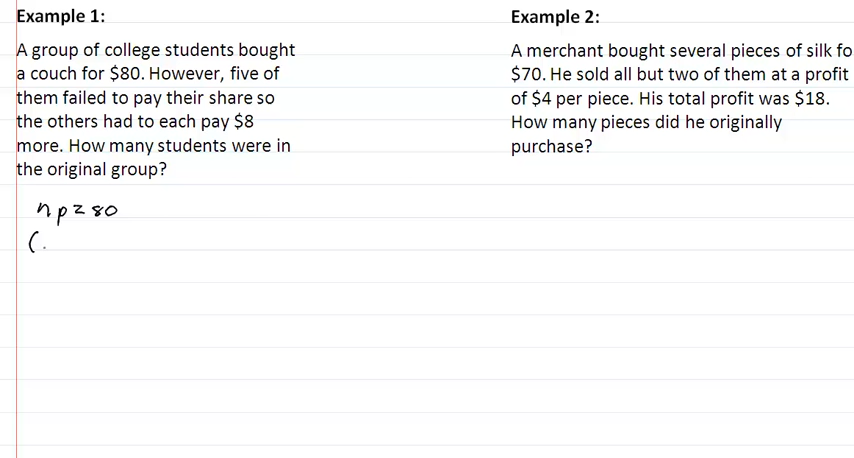 Example 1:
A group of college students bought
a couch for $80. However, five of
them failed to pay their share so
the others had to each pay $8
more. How many students were in
the original group?
np=80
(
Example 2:
A merchant bought several pieces of silk fo
$70. He sold all but two of them at a profit
of $4 per piece. His total profit was $18.
How many pieces did he originally
purchase?